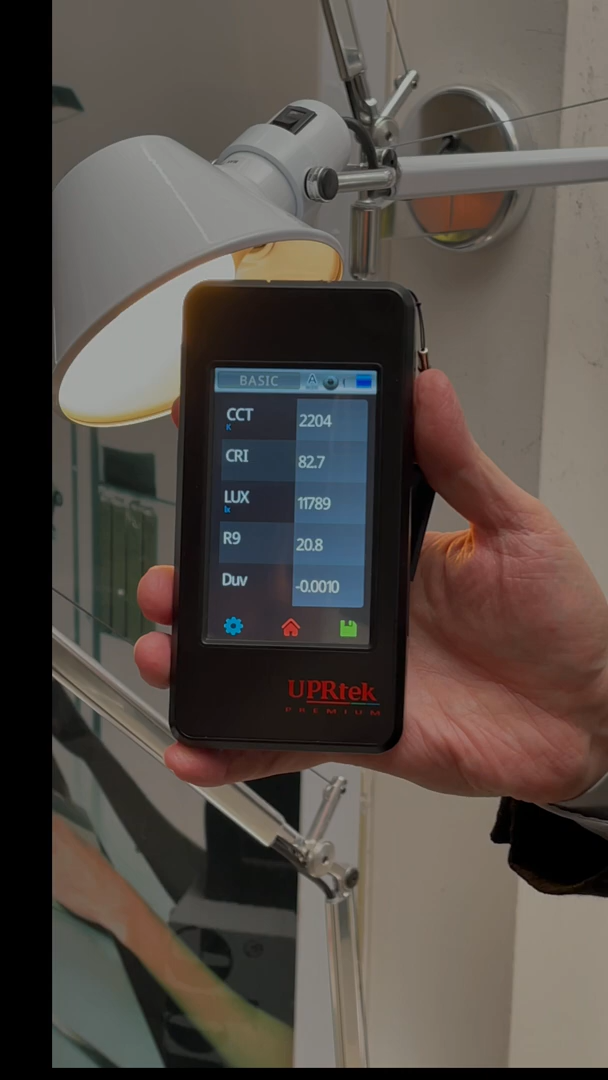 BASIC A
CCT 2204
K
CRI 82.7
LUX 11789
lx
R9 20.8
Duv -0.0010
UPRtek
PREMIUM